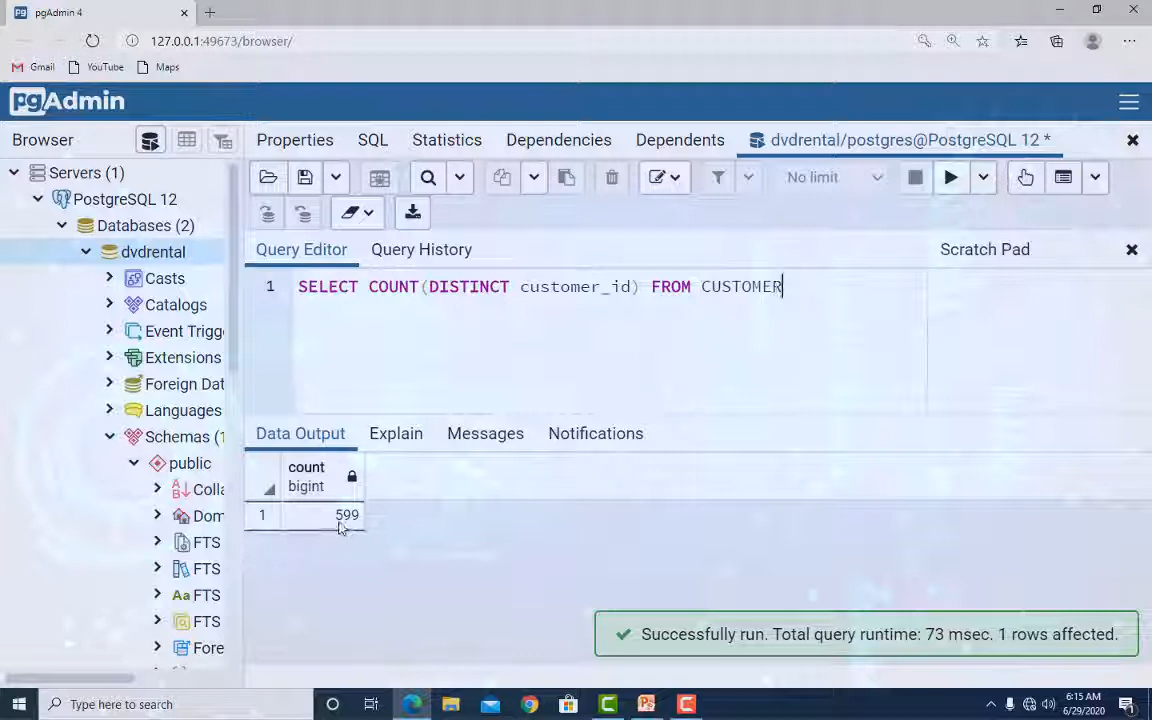 pgAdmin 4
127.0.0.1:49673/browser/
Gmail YouTube Maps
pgAdmin
Browser
Properties SQL Statistics Dependencies Dependents dvdrental/postgres@PostgreSQL 12 *
Servers (1)
PostgreSQL 12
Databases (2)
dvdrental
Casts
Catalogs
Event Trigg
Extensions
Foreign Dat
Languages
Schemas (1
public
Colla
Dom
FTS
FTS
FTS
FTS
Fore
No limit
Query Editor Query History
Scratch Pad
1 SELECT COUNT(DISTINCT customer_id) FROM CUSTOMER
Data Output Explain Messages Notifications
count
bigint
1 599
Successfully run. Total query runtime: 73 msec. 1 rows affected.
Type here to search
6:15 AM
6/29/2020